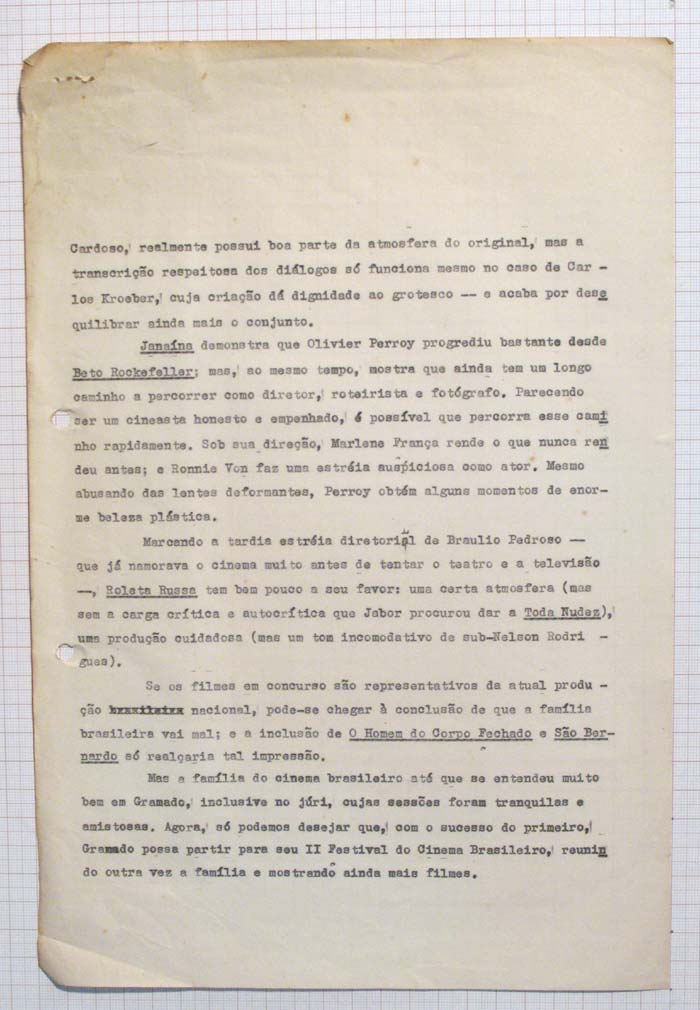 Cardoso, realmente possui boa parte da atmosfera do original, mas a
transcrição respeitosa dos diálogos só funciona mesmo no caso de Car -
los Kroeber, cuja criação dá dignidade ao grotesco -- e acaba por dese
quilibrar ainda mais o conjunto.
Janaína demonstra que Olivier Perroy progrediu bastante desde
Beto Rockefeller; mas, ao mesmo tempo, mostra que ainda tem um longo
caminho a percorrer como diretor, roteirista e fotógrafo. Parecendo
ser um cineasta honesto e empenhado, é possível que percorra esse cami
nho rapidamente. Sob sua direção, Marlene França rende o que nunca ren
deu antes; e Ronnie Von faz uma estréia auspiciosa como ator. Mesmo
abusando das lentes deformantes, Perroy obtém alguns momentos de enor-
me beleza plástica.
Marcando a tardia estréia diretorial de Braulio Pedroso --
que já namorava o cinema muito antes de tentar o teatro e a televisão
--, Roleta Russa tem bem pouco a seu favor: uma certa atmosfera (mas
sem a carga crítica e autocrítica que Jabor procurou dar a Toda Nudez),
uma produção cuidadosa (mas um tom incomodativo de sub-Nelson Rodri -
gues).
Se os filmes em concurso são representativos da atual produ -
ção nacional, pode-se chegar à conclusão de que a família
brasileira vai mal; e a inclusão de O Homem do Corpo Fechado e São Ber-
nardo só realçaria tal impressão.
Mas a família do cinema brasileiro até que se entendeu muito
bem em Gramado, inclusive no júri, cujas sessões foram tranquilas e
amistosas. Agora, só podemos desejar que, com o sucesso do primeiro,
Gramado possa partir para seu II Festival do Cinema Brasileiro, reunin
do outra vez a família e mostrando ainda mais filmes.